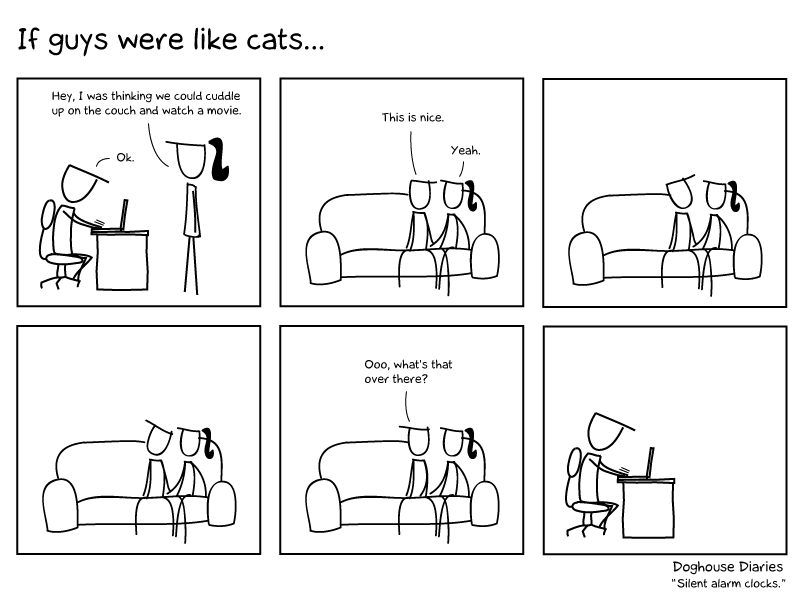 If guys were like cats...
Hey, I was thinking we could cuddle
up on the couch and watch a movie.
Ok.
This is nice.
Yeah.
Ooo, what's that
over there?
Doghouse Diaries
"Silent alarm clocks."